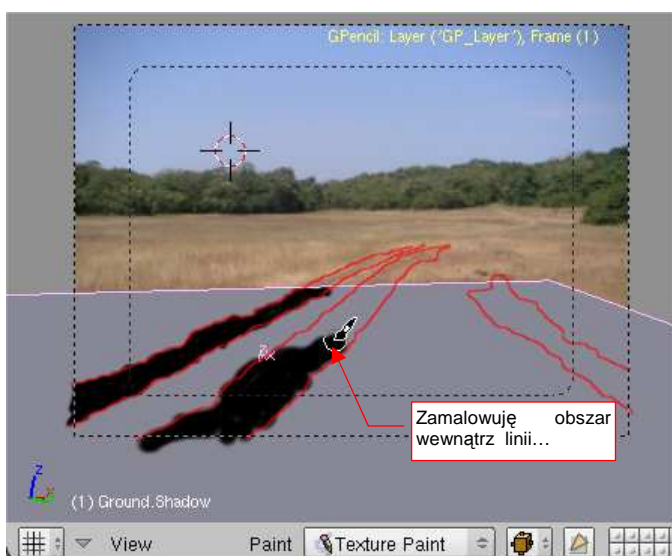 GPencil: Layer ('GP_Layer'), Frame (1)
Zamalowuję obszar
wewnątrz linii...
Z
x
Z
(1) Ground.Shadow
View Paint Texture Paint